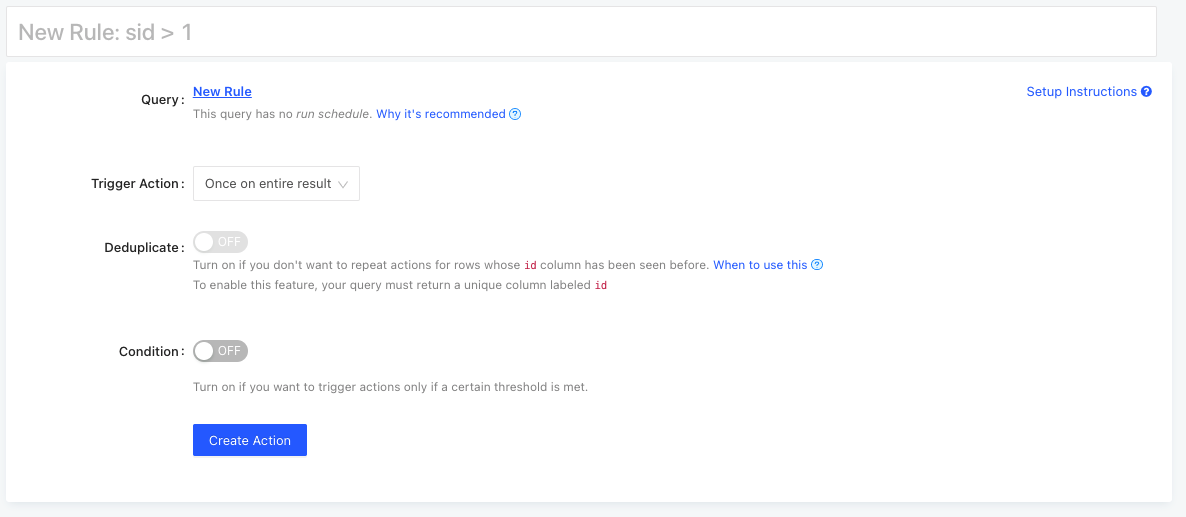 New Rule: sid > 1
Query: New Rule Setup Instructions
This query has no run schedule. Why it's recommended
Trigger Action: Once on entire result
Deduplicate: OFF
Turn on if you don't want to repeat actions for rows whose id column has been seen before. When to use this
To enable this feature, your query must return a unique column labeled id
Condition: OFF
Turn on if you want to trigger actions only if a certain threshold is met.
Create Action